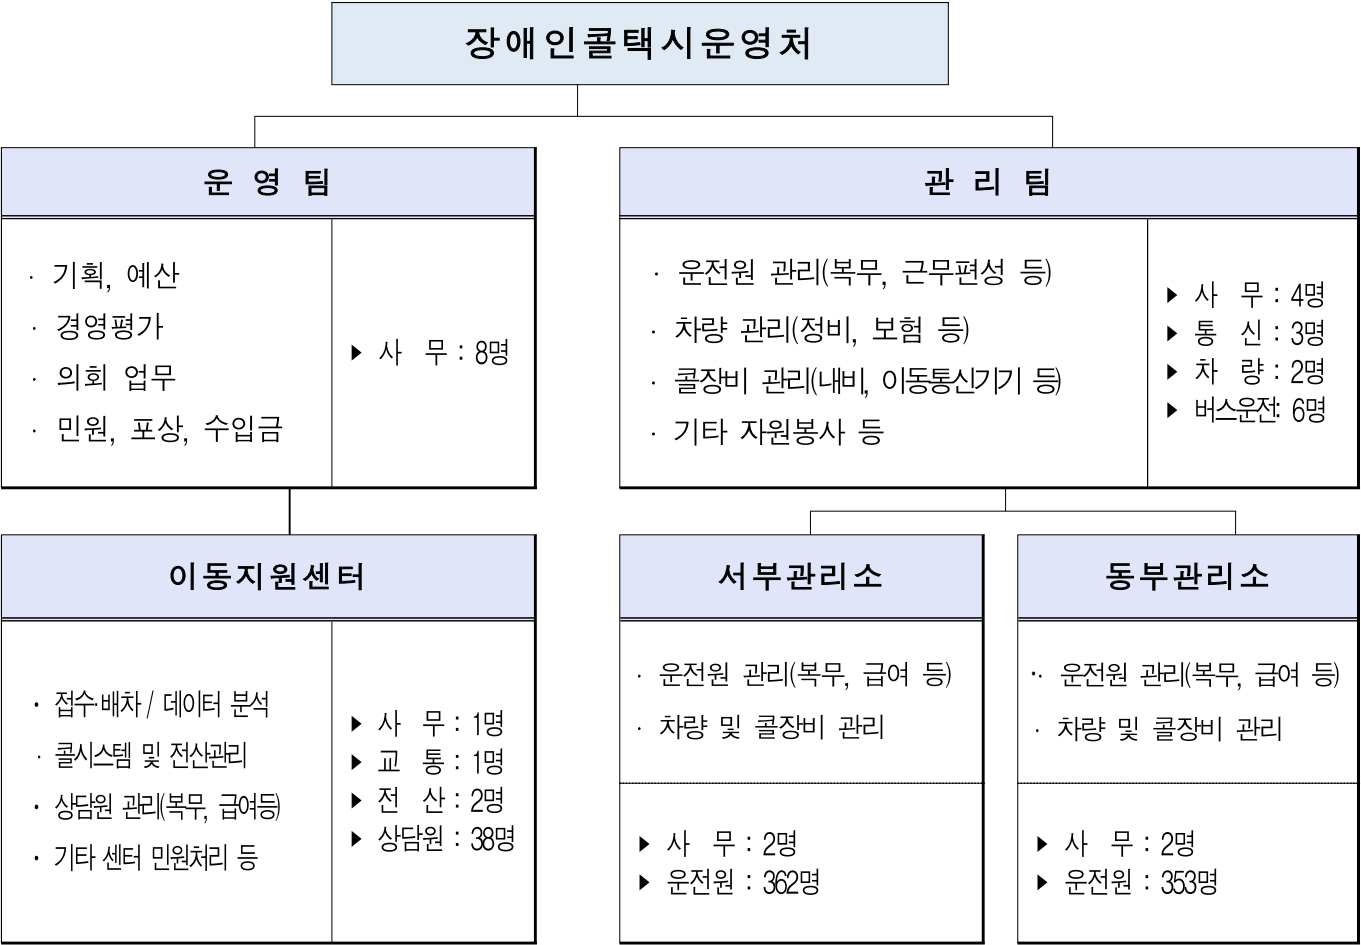 장애인콜택시운영처
운 영 팀
· 기획, 예산
· 경영평가
· 의회 업무
· 민원, 포상, 수입금
▶ 사 무 : 8명
관 리 팀
· 운전원 관리(복무, 근무편성 등)
· 차량 관리(정비, 보험 등)
· 콜장비 관리(내비, 이동통신기기 등)
· 기타 자원봉사 등
▶ 사 무 : 4명
▶ 통 신 : 3명
▶ 차 량 : 2명
▶ 버스운전: 6명
이동지원센터
· 접수·배차 / 데이터 분석
· 콜시스템 및 전산관리
· 상담원 관리(복무, 급여등)
· 기타 센터 민원처리 등
▶ 사 무 : 1명
▶ 교 통 : 1명
▶ 전 산 : 2명
▶ 상담원 : 38명
서부관리소
· 운전원 관리(복무, 급여 등)
· 차량 및 콜장비 관리
▶ 사 무 : 2명
▶ 운전원 : 362명
동부관리소
·· 운전원 관리(복무, 급여 등)
· 차량 및 콜장비 관리
▶ 사 무 : 2명
▶ 운전원 : 353명